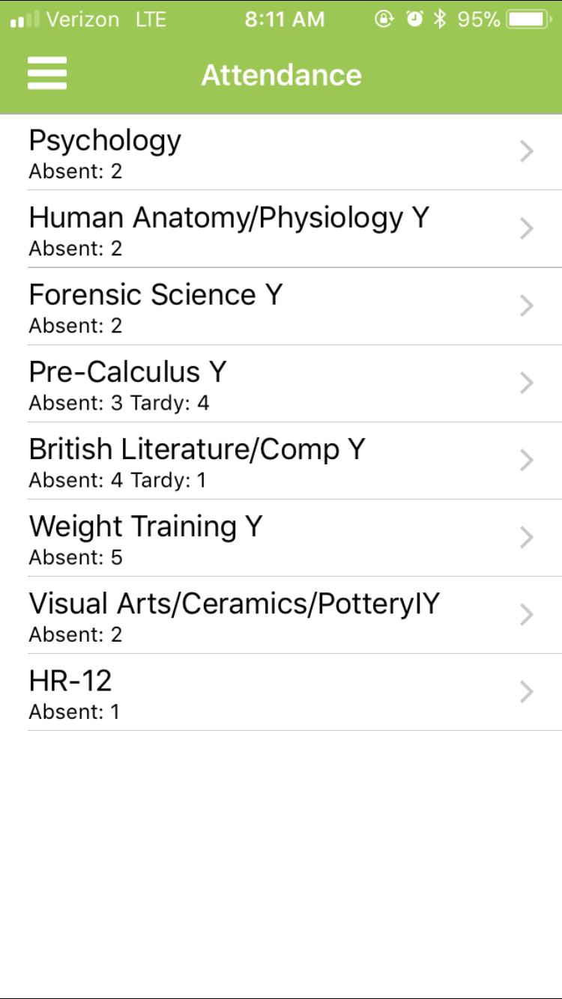 Verizon LTE 8:11 AM 95%
Attendance
Psychology
Absent: 2
Human Anatomy/Physiology Y
Absent: 2
Forensic Science Y
Absent: 2
Pre-Calculus Y
Absent: 3 Tardy: 4
British Literature/Comp Y
Absent: 4 Tardy: 1
Weight Training Y
Absent: 5
Visual Arts/Ceramics/PotteryIY
Absent: 2
HR-12
Absent: 1